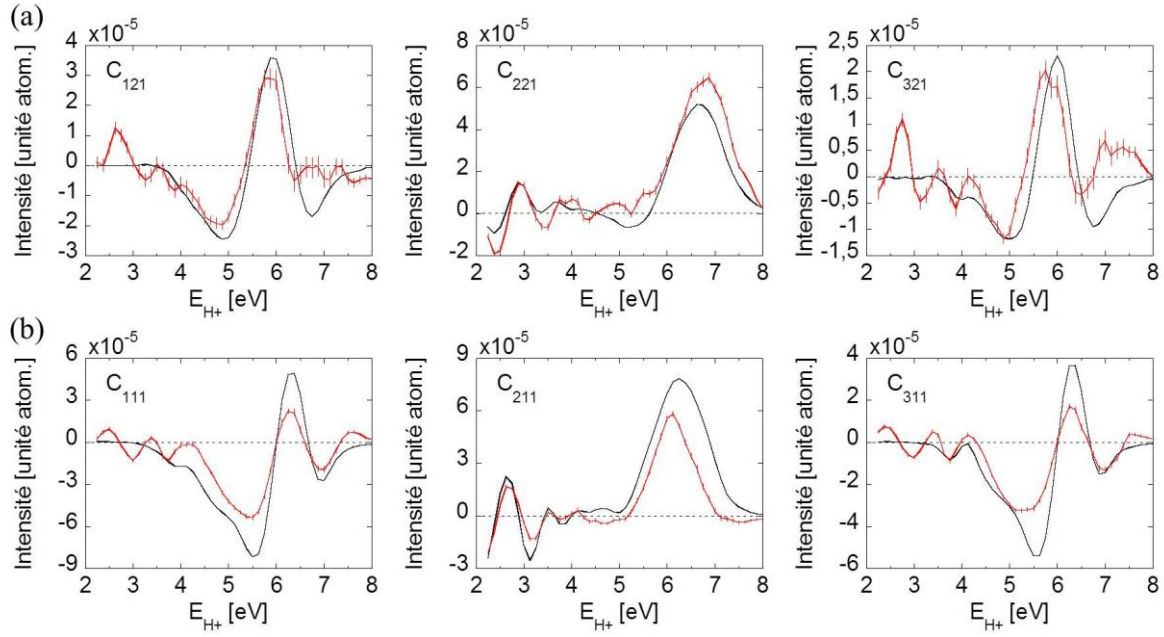 (a)
x10⁻⁵
Intensité [unité atom.]
4
3
2
1
0
-1
-2
-3
C₁₂₁
2 3 4 5 6 7 8
E_H+ [eV]
x10⁻⁵
Intensité [unité atom.]
8
6
4
2
0
-2
C₂₂₁
2 3 4 5 6 7 8
E_H+ [eV]
x10⁻⁵
Intensité [unité atom.]
2,5
2
1,5
1
0,5
0
-0,5
-1
-1,5
C₃₂₁
2 3 4 5 6 7 8
E_H+ [eV]
(b)
x10⁻⁵
Intensité [unité atom.]
6
3
0
-3
-6
-9
C₁₁₁
2 3 4 5 6 7 8
E_H+ [eV]
x10⁻⁵
Intensité [unité atom.]
9
6
3
0
-3
C₂₁₁
2 3 4 5 6 7 8
E_H+ [eV]
x10⁻⁵
Intensité [unité atom.]
4
2
0
-2
-4
-6
C₃₁₁
2 3 4 5 6 7 8
E_H+ [eV]